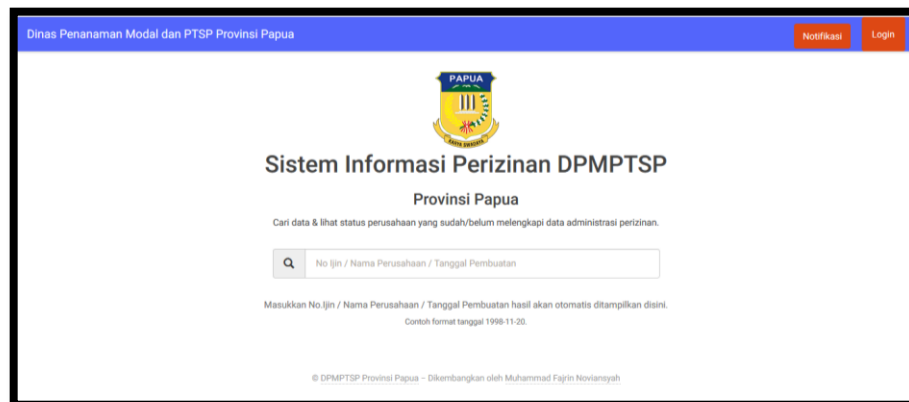 Dinas Penanaman Modal dan PTSP Provinsi Papua
Notifikasi
Login
PAPUA
KARYA SWADAYA
Sistem Informasi Perizinan DPMPTSP
Provinsi Papua
Cari data & lihat status perusahaan yang sudah/belum melengkapi data administrasi perizinan.
No Ijin / Nama Perusahaan / Tanggal Pembuatan
Masukkan No.Ijin / Nama Perusahaan / Tanggal Pembuatan hasil akan otomatis ditampilkan disini.
Contoh format tanggal 1998-11-20.
© DPMPTSP Provinsi Papua – Dikembangkan oleh Muhammad Fajrin Noviansyah